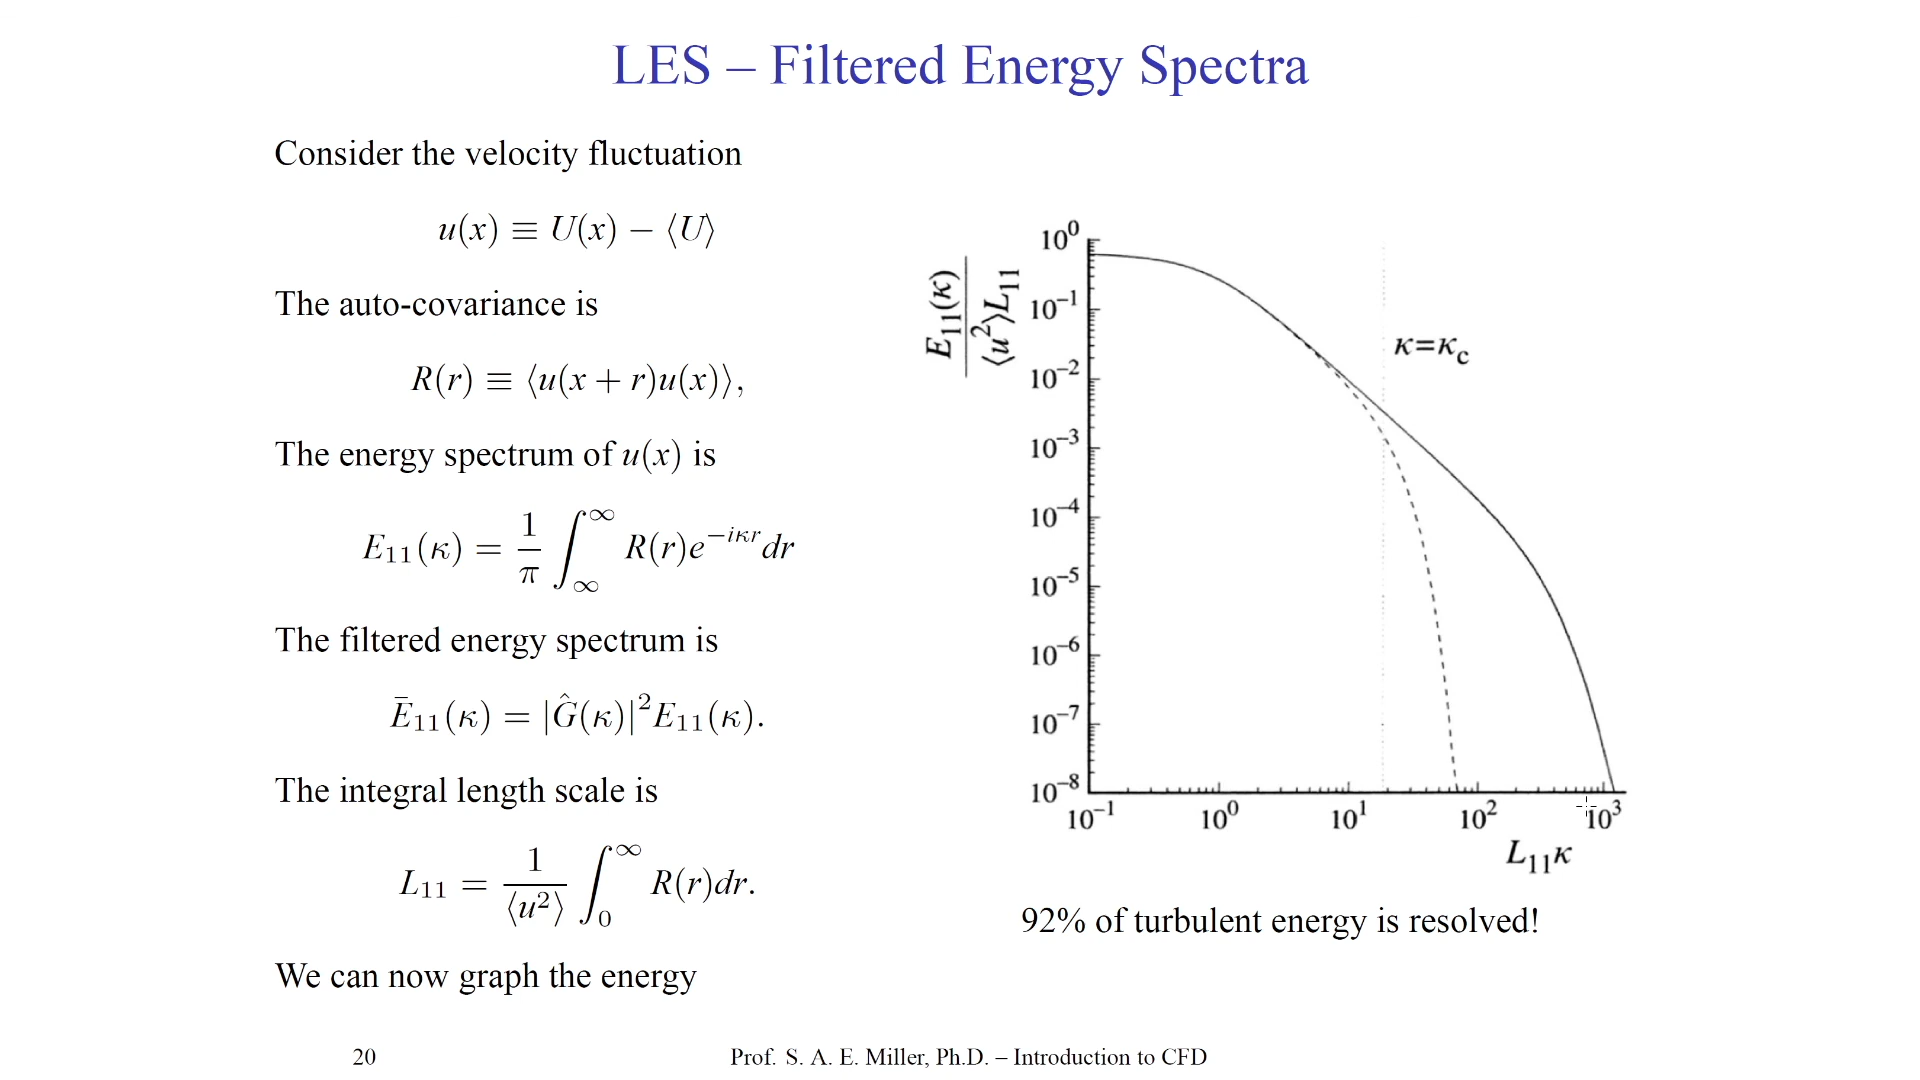 LES – Filtered Energy Spectra
Consider the velocity fluctuation
u(x) ≡ U(x) − ⟨U⟩
The auto-covariance is
R(r) ≡ ⟨u(x + r)u(x)⟩,
The energy spectrum of u(x) is
E₁₁(κ) = 1/π ∫_∞^∞ R(r)e^{−iκr}dr
The filtered energy spectrum is
Ē₁₁(κ) = |Ĝ(κ)|²E₁₁(κ).
The integral length scale is
L₁₁ = 1/⟨u²⟩ ∫₀^∞ R(r)dr.
We can now graph the energy
E₁₁(κ)
⟨u²⟩L₁₁
10⁰
10⁻¹
10⁻²
10⁻³
10⁻⁴
10⁻⁵
10⁻⁶
10⁻⁷
10⁻⁸
κ=κc
10⁻¹ 10⁰ 10¹ 10² 10³
L₁₁κ
92% of turbulent energy is resolved!
20 Prof. S. A. E. Miller, Ph.D. – Introduction to CFD